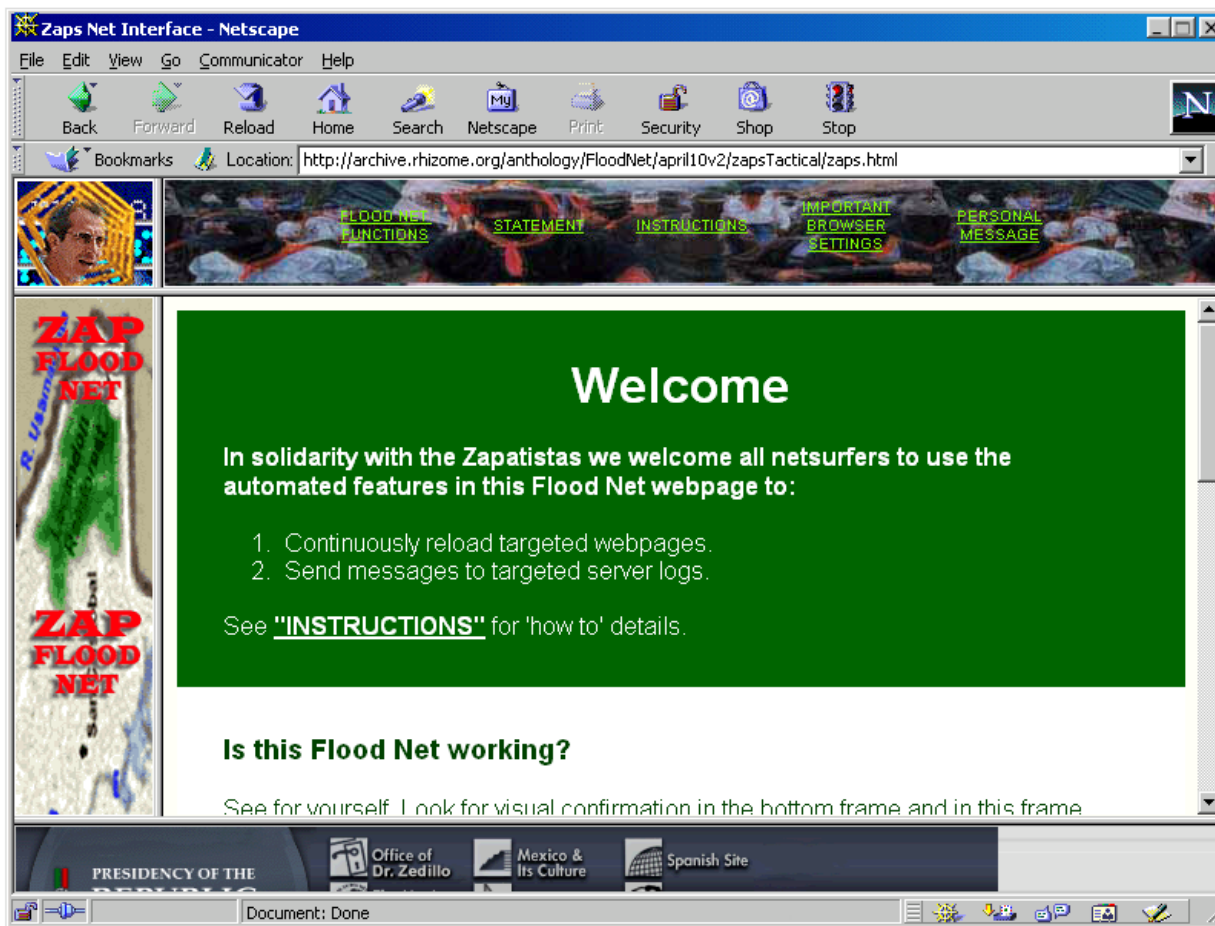 Zaps Net Interface - Netscape
File Edit View Go Communicator Help
My
N
Back Forward Reload Home Search Netscape Print Security Shop Stop
Bookmarks Location: http://archive.rhizome.org/anthology/FloodNet/april10v2/zapsTactical/zaps.html
FLOOD NET
FUNCTIONS
STATEMENT
INSTRUCTIONS
IMPORTANT
BROWSER
SETTINGS
PERSONAL
MESSAGE
ZAP
FLOOD
NET
ZAP
FLOOD
NET
Welcome
In solidarity with the Zapatistas we welcome all netsurfers to use the
automated features in this Flood Net webpage to:
1. Continuously reload targeted webpages.
2. Send messages to targeted server logs.
See "INSTRUCTIONS" for 'how to' details.
Is this Flood Net working?
See for yourself. Look for visual confirmation in the bottom frame and in this frame
PRESIDENCY OF THE
REPUBLIC
Office of
Dr. Zedillo
Mexico &
Its Culture
Spanish Site
Document: Done